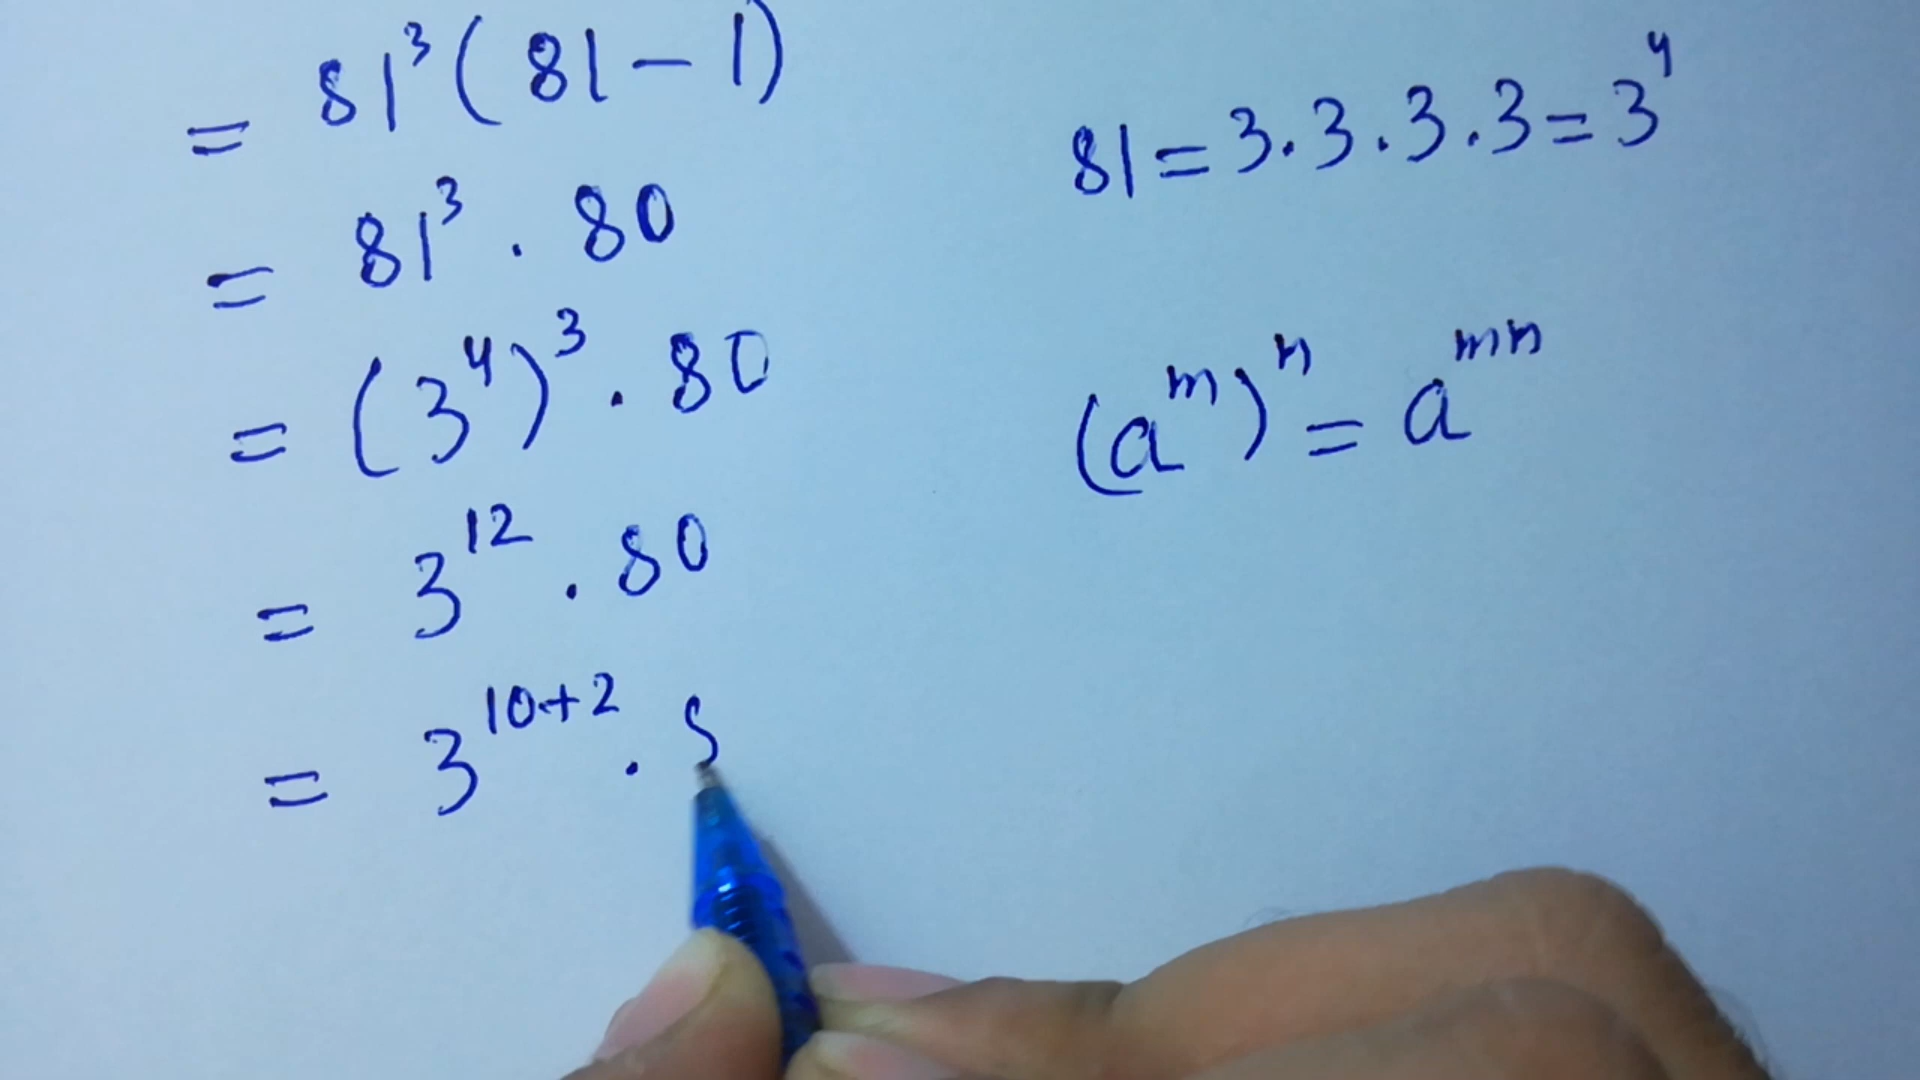 = 81³(81 - 1)
= 81³ . 80
= (3⁴)³ . 80
= 3¹² . 80
= 3¹⁰⁺² .
81 = 3.3.3.3 = 3⁴
(aᵐ)ⁿ = aᵐⁿ